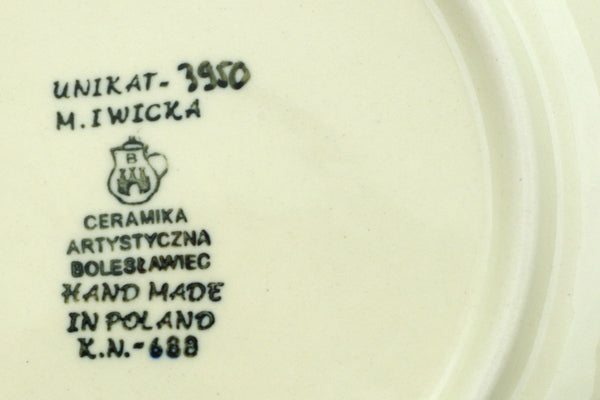 UNIKAT-3950
M.IWICKA
B
CERAMIKA
ARTYSTYCZNA
BOLESŁAWIEC
HAND MADE
IN POLAND
K.N.-688